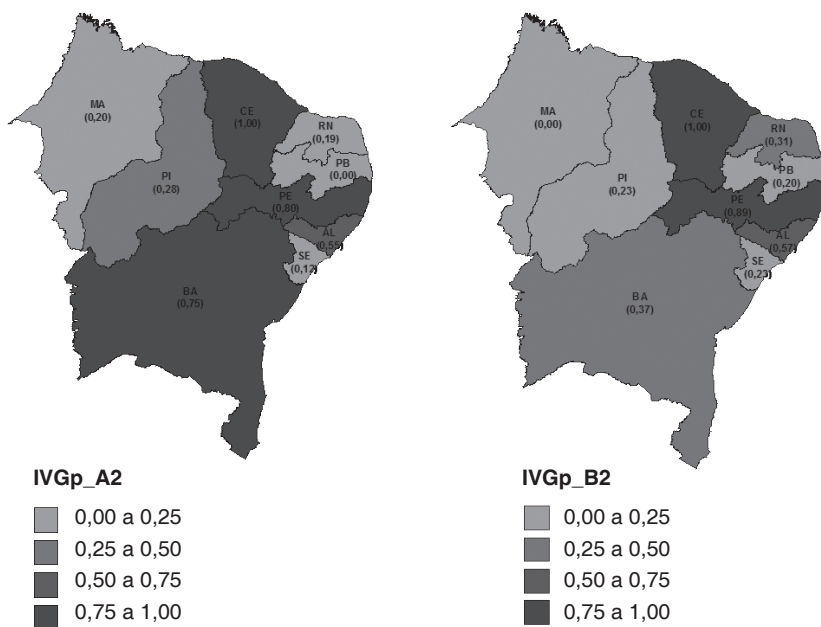 MA
(0,20)
CE
(1,00)
RN
(0,19)
PB
(0,00)
PI
(0,28)
PE
(0,80)
AL
(0,55)
SE
(0,12)
BA
(0,75)
IVGp_A2
0,00 a 0,25
0,25 a 0,50
0,50 a 0,75
0,75 a 1,00
MA
(0,00)
CE
(1,00)
RN
(0,31)
PB
(0,20)
PI
(0,23)
PE
(0,89)
AL
(0,57)
SE
(0,23)
BA
(0,37)
IVGp_B2
0,00 a 0,25
0,25 a 0,50
0,50 a 0,75
0,75 a 1,00